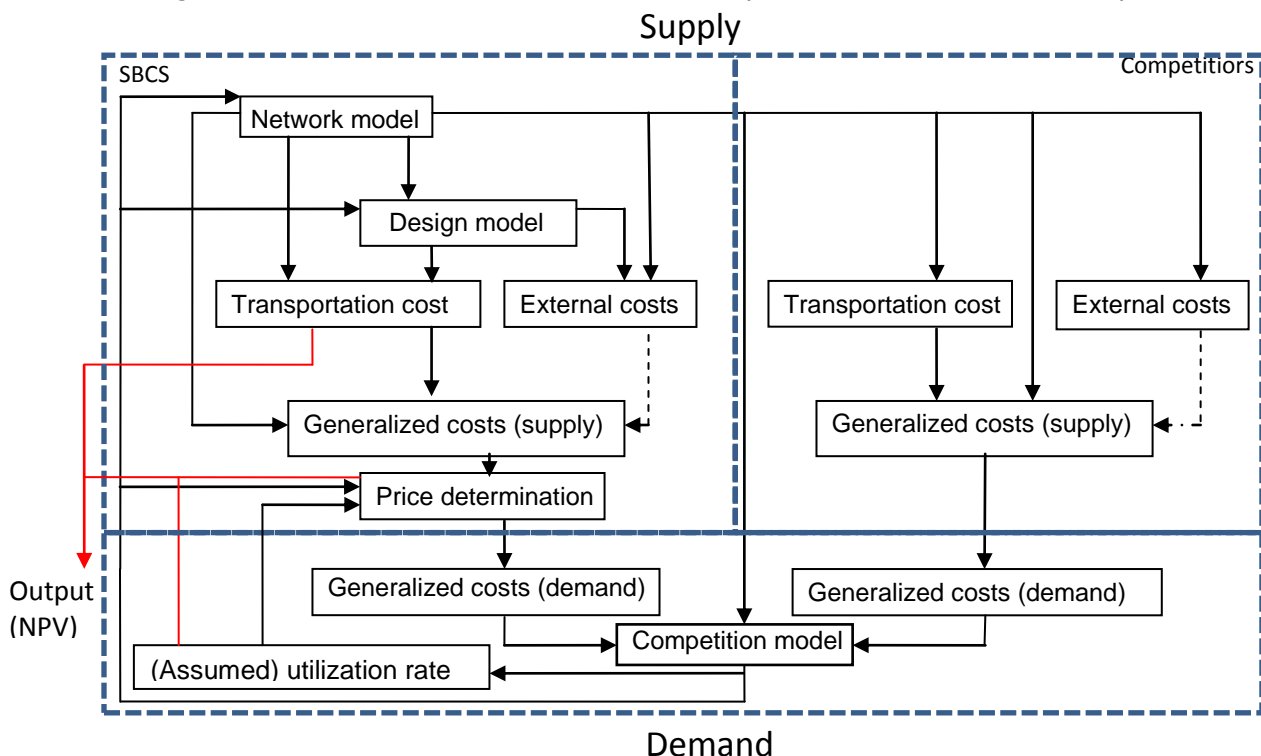 Supply
SBCS
Competitiors
Network model
Design model
Transportation cost
External costs
Transportation cost
External costs
Generalized costs (supply)
Generalized costs (supply)
Price determination
Output
(NPV)
Generalized costs (demand)
Generalized costs (demand)
Competition model
(Assumed) utilization rate
Demand